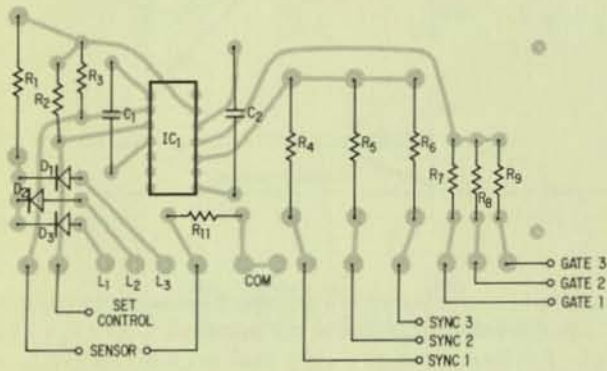 R1
R2
R3
C1
IC1
C2
R4
R5
R6
R7
R8
R9
D1
D2
D3
R11
L1
L2
L3
COM
SET
CONTROL
SENSOR
GATE 3
GATE 2
GATE 1
SYNC 3
SYNC 2
SYNC 1